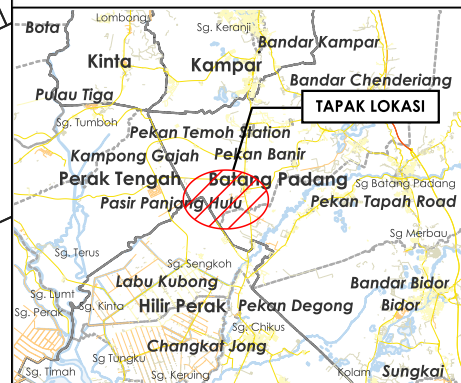 Lombong
Bota
Sg. Keranji
Bandar Kampar
Kinta
Kampar
Bandar Chenderiang
Pulau Tiga
TAPAK LOKASI
Sg. Tumboh
Pekan Temoh Station
Kampong Gajah
Pekan Banir
Perak Tengah
Batang Padang
Sg Batang Padang
Pasir Panjang Hulu
Pekan Tapah Road
Sg Merbau
Sg. Terus
Sg. Sengkoh
Labu Kubong
Bandar Bidor
Sg. Lumt
Sg. Kinta
Hilir Perak
Pekan Degong
Bidor
Sg. Perak
Sg. Chikus
Changkat Jong
Sg Tungku
Sg. Timah
Sg. Keruing
Kolam
Sungkai